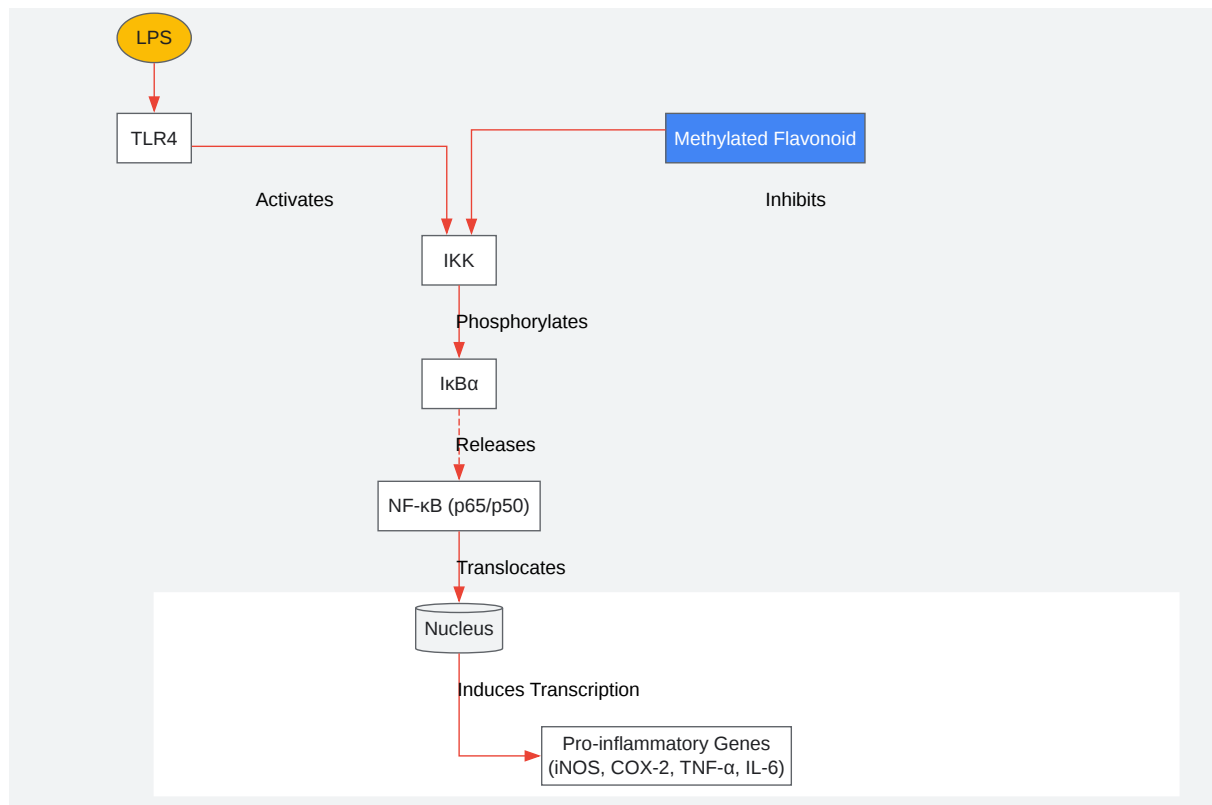 LPS
TLR4
Methylated Flavonoid
Activates
Inhibits
IKK
Phosphorylates
IκBα
Releases
NF-κB (p65/p50)
Translocates
Nucleus
Induces Transcription
Pro-inflammatory Genes
(iNOS, COX-2, TNF-α, IL-6)